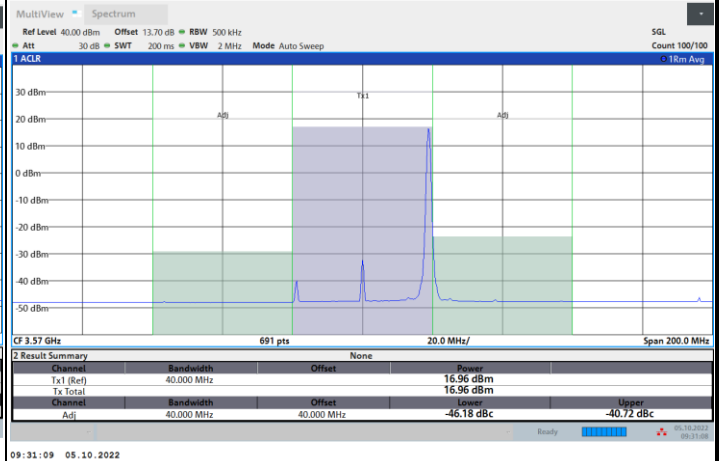 MultiView Spectrum
Ref Level 40.00 dBm Offset 13.70 dB RBW 500 kHz SGL
Att 30 dB SWT 200 ms VBW 2 MHz Mode Auto Sweep Count 100/100
1 ACLR 1Rm Avg
Tx1
Adj Adj
30 dBm
20 dBm
10 dBm
0 dBm
-10 dBm
-20 dBm
-30 dBm
-40 dBm
-50 dBm
CF 3.57 GHz 691 pts 20.0 MHz/ Span 200.0 MHz
2 Result Summary None
Channel Bandwidth Offset Power
Tx1 (Ref) 40.000 MHz 16.96 dBm
Tx Total 16.96 dBm
Channel Bandwidth Offset Lower Upper
Adj 40.000 MHz 40.000 MHz -46.18 dBc -40.72 dBc
Ready 05.10.2022
09:31:08
09:31:09 05.10.2022